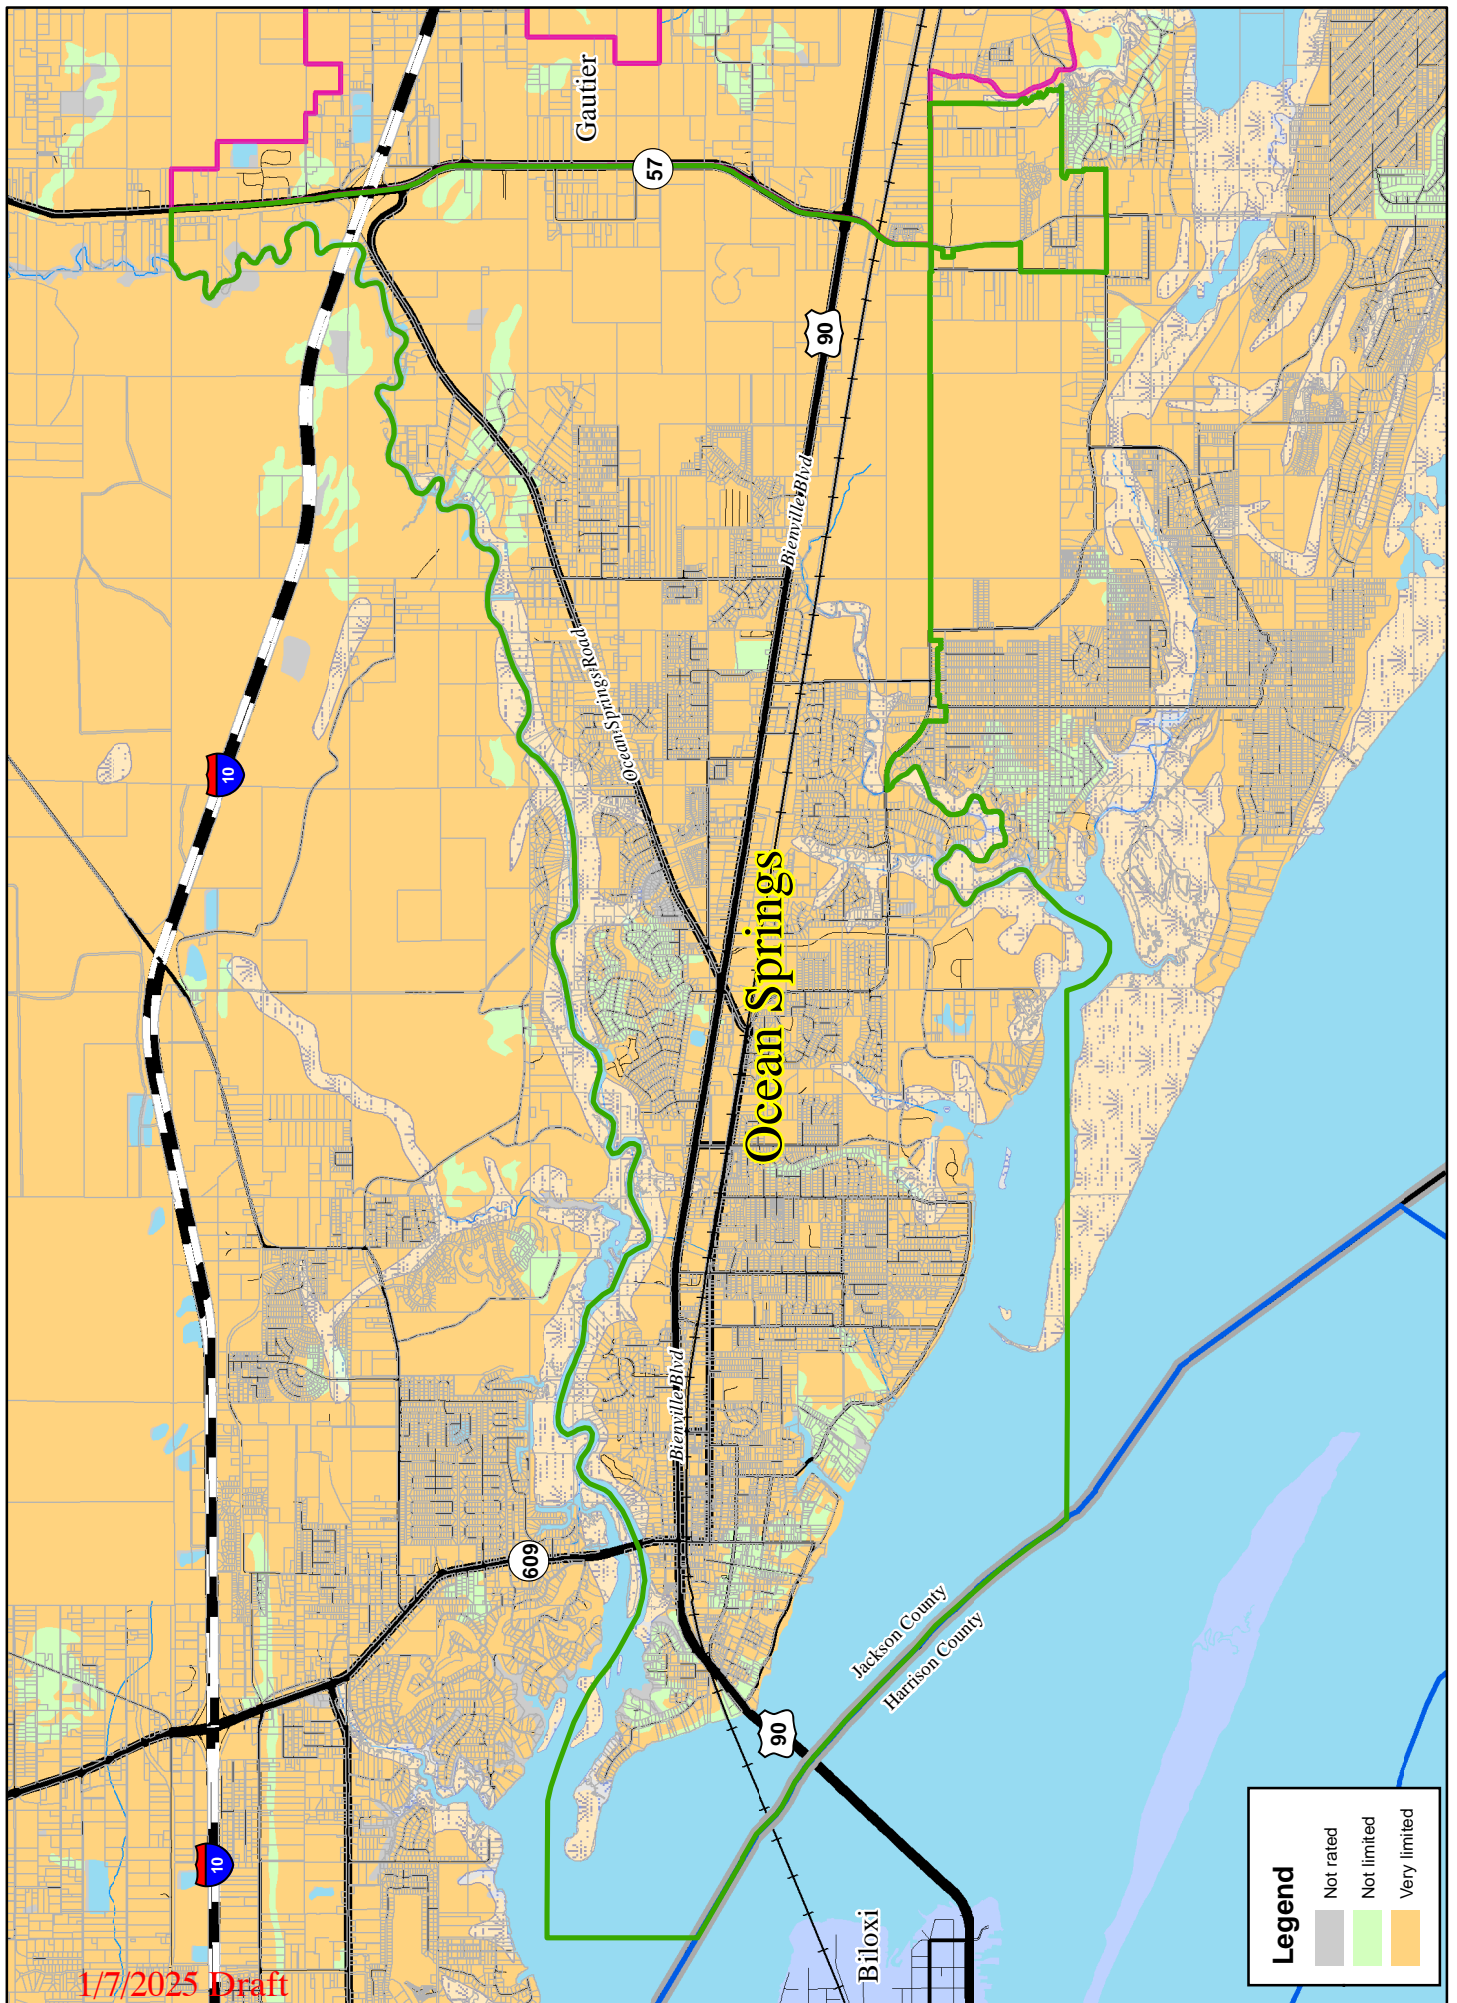 Gautier
57
90
Bienville Blvd
Ocean Springs Road
10
Ocean Springs
Bienville Blvd
609
90
Jackson County
Harrison County
10
Biloxi
Legend
Not rated
Not limited
Very limited
1/7/2025 Draft